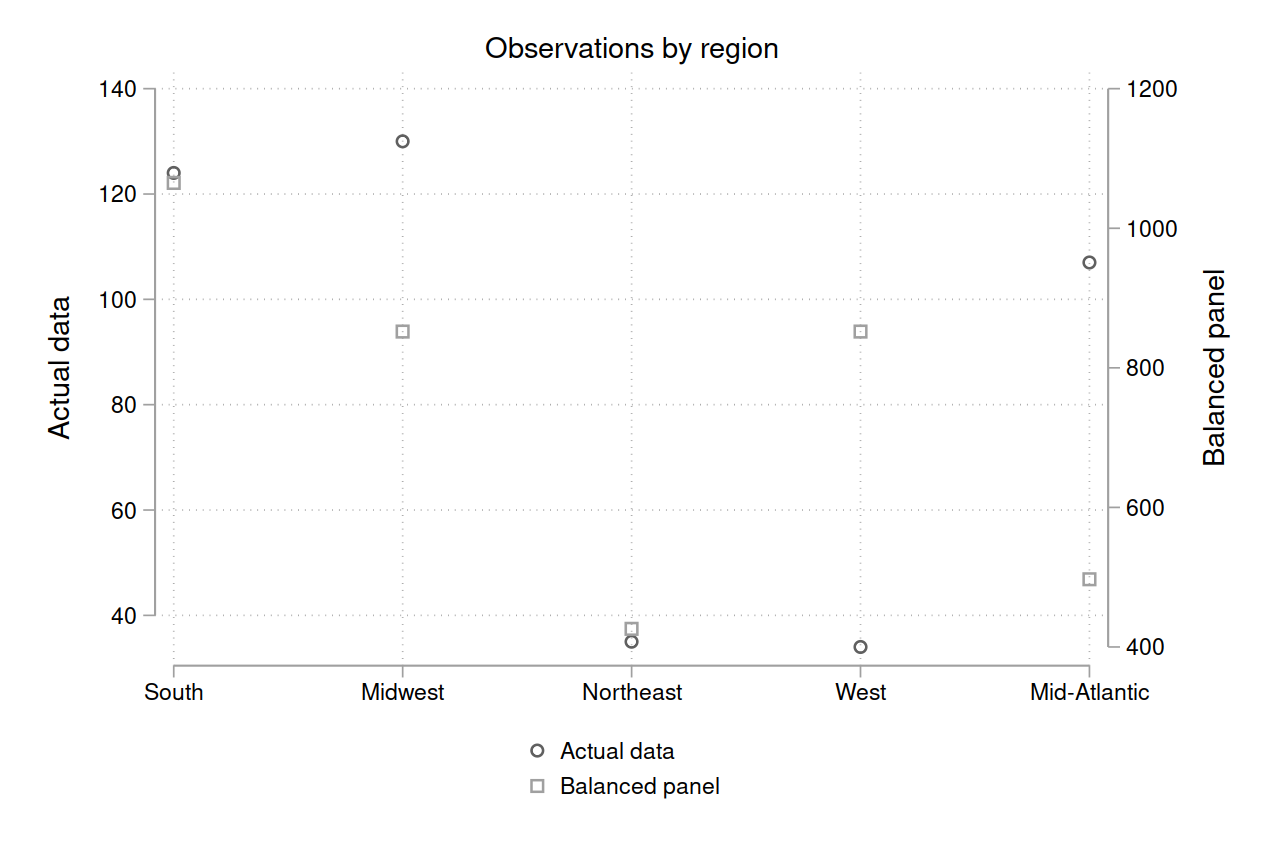 Observations by region
140
120
100
80
60
40
Actual data
1200
1000
800
600
400
Balanced panel
South Midwest Northeast West Mid-Atlantic
Actual data
Balanced panel